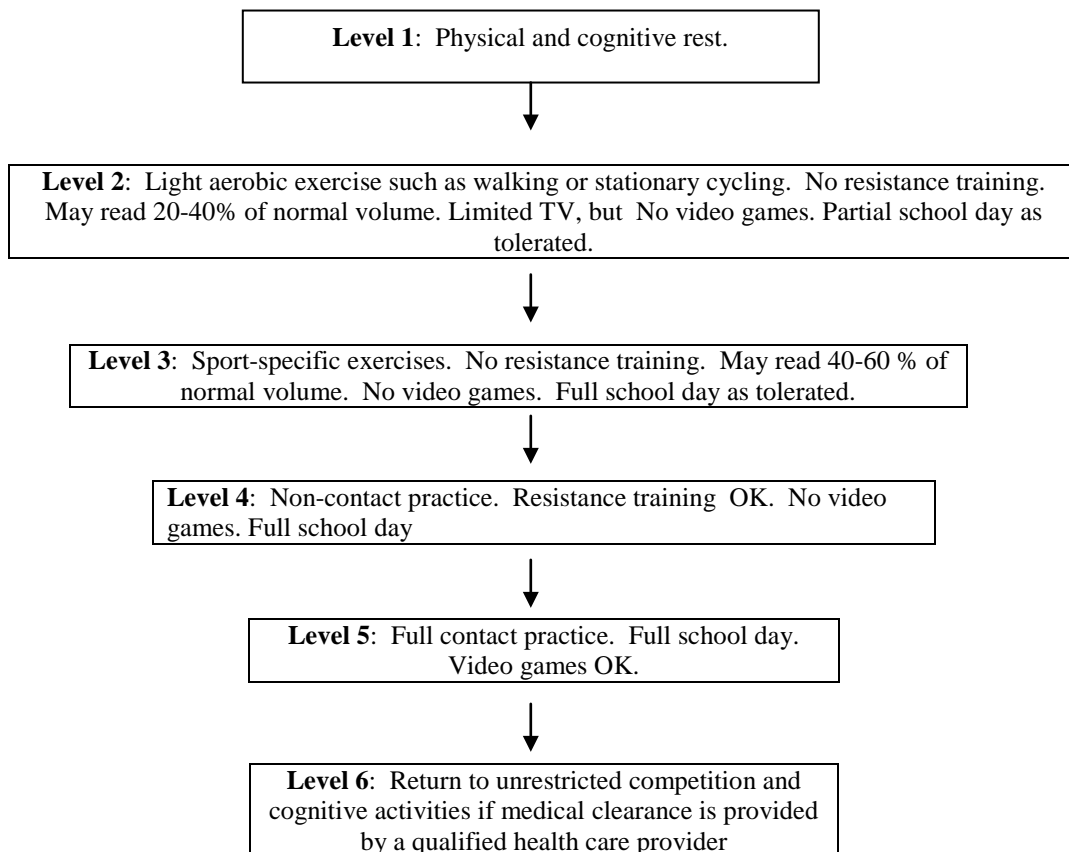 Level 1: Physical and cognitive rest.
Level 2: Light aerobic exercise such as walking or stationary cycling. No resistance training.
May read 20-40% of normal volume. Limited TV, but No video games. Partial school day as
tolerated.
Level 3: Sport-specific exercises. No resistance training. May read 40-60 % of
normal volume. No video games. Full school day as tolerated.
Level 4: Non-contact practice. Resistance training OK. No video
games. Full school day
Level 5: Full contact practice. Full school day.
Video games OK.
Level 6: Return to unrestricted competition and
cognitive activities if medical clearance is provided
by a qualified health care provider